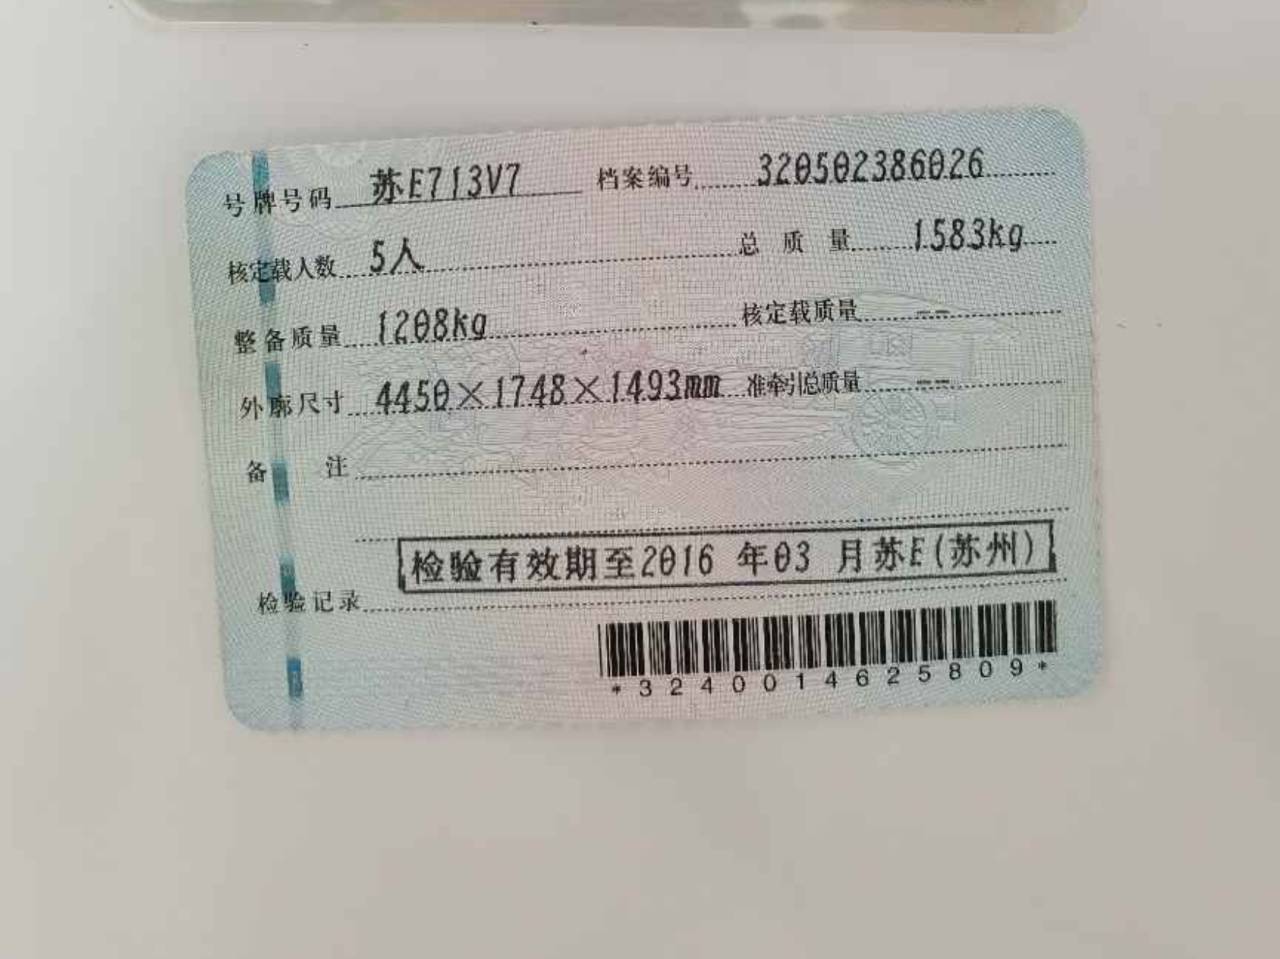 号牌号码 苏E713V7 档案编号 320502386026
核定载人数 5人 总质量 1583kg
整备质量 1208kg 核定载质量 --
外廓尺寸 4450×1748×1493mm 准牵引总质量 --
备注
检验有效期至2016 年03 月苏E(苏州)
检验记录
*3240014625809*